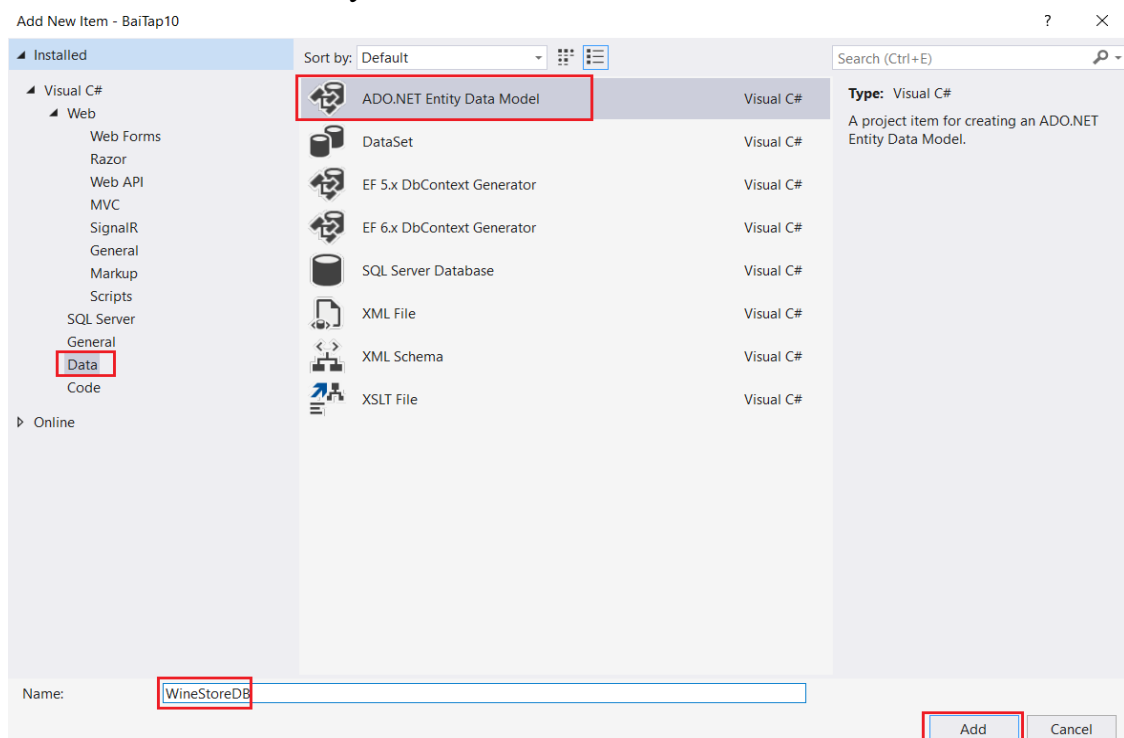 Add New Item - BaiTap10
? ×
Installed
Sort by: Default
Search (Ctrl+E)
Visual C#
Web
Web Forms
Razor
Web API
MVC
SignalR
General
Markup
Scripts
SQL Server
General
Data
Code
Online
ADO.NET Entity Data Model Visual C#
DataSet Visual C#
EF 5.x DbContext Generator Visual C#
EF 6.x DbContext Generator Visual C#
SQL Server Database Visual C#
XML File Visual C#
XML Schema Visual C#
XSLT File Visual C#
Type: Visual C#
A project item for creating an ADO.NET
Entity Data Model.
Name: WineStoreDB
Add Cancel